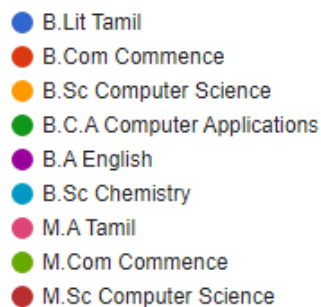 B.Lit Tamil
B.Com Commence
B.Sc Computer Science
B.C.A Computer Applications
B.A English
B.Sc Chemistry
M.A Tamil
M.Com Commence
M.Sc Computer Science